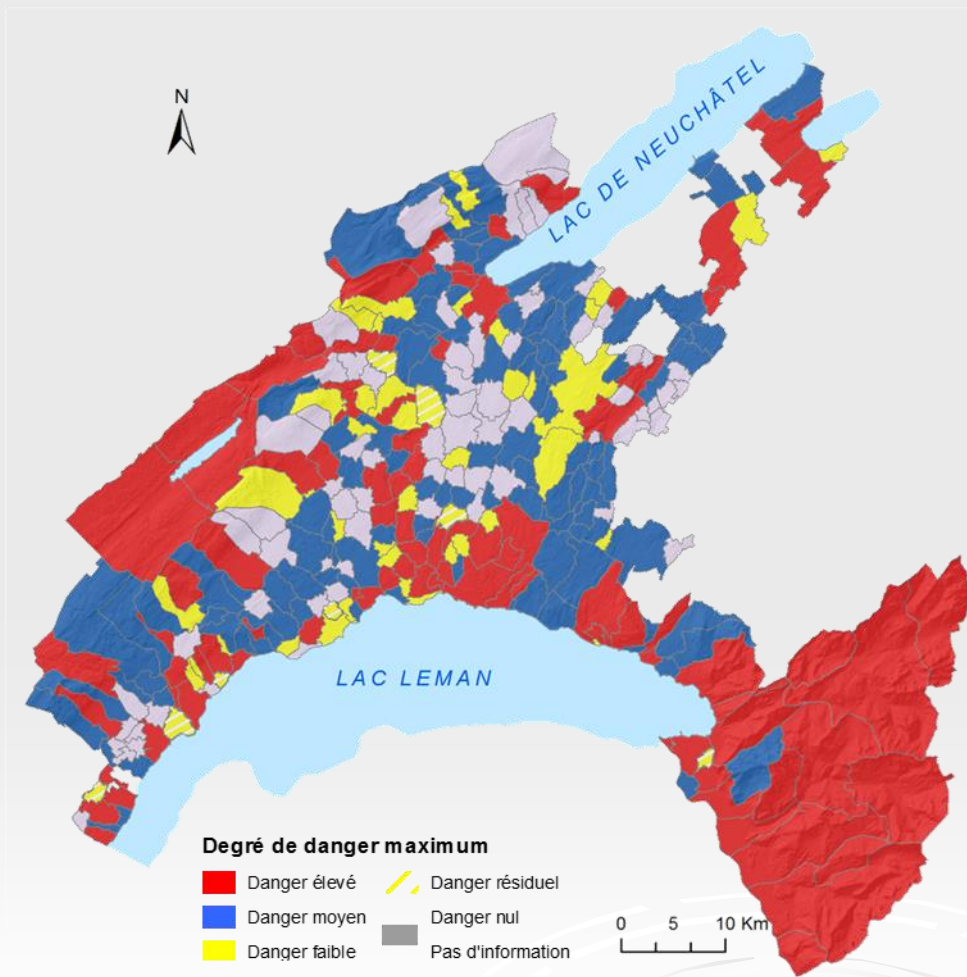 N
LAC DE NEUCHÂTEL
LAC LEMAN
Degré de danger maximum
Danger élevé
Danger résiduel
Danger moyen
Danger nul
Danger faible
Pas d'information
0 5 10 Km